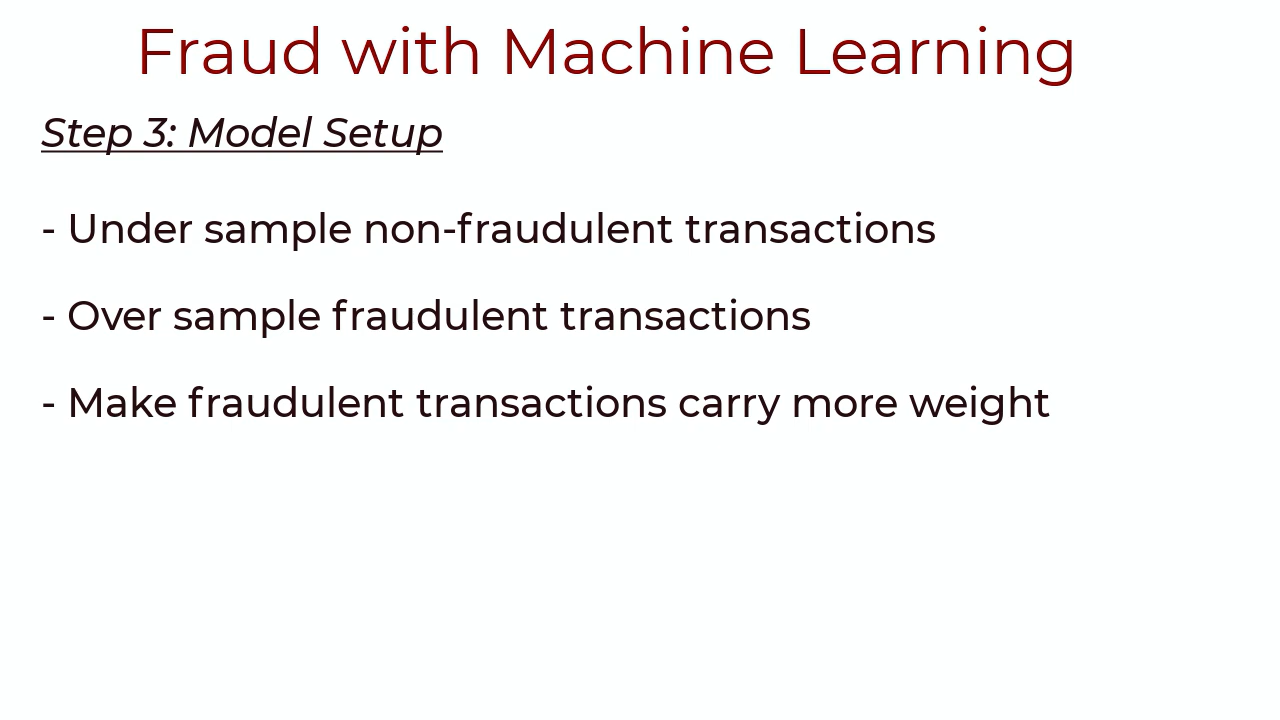 Fraud with Machine Learning
Step 3: Model Setup
- Under sample non-fraudulent transactions
- Over sample fraudulent transactions
- Make fraudulent transactions carry more weight